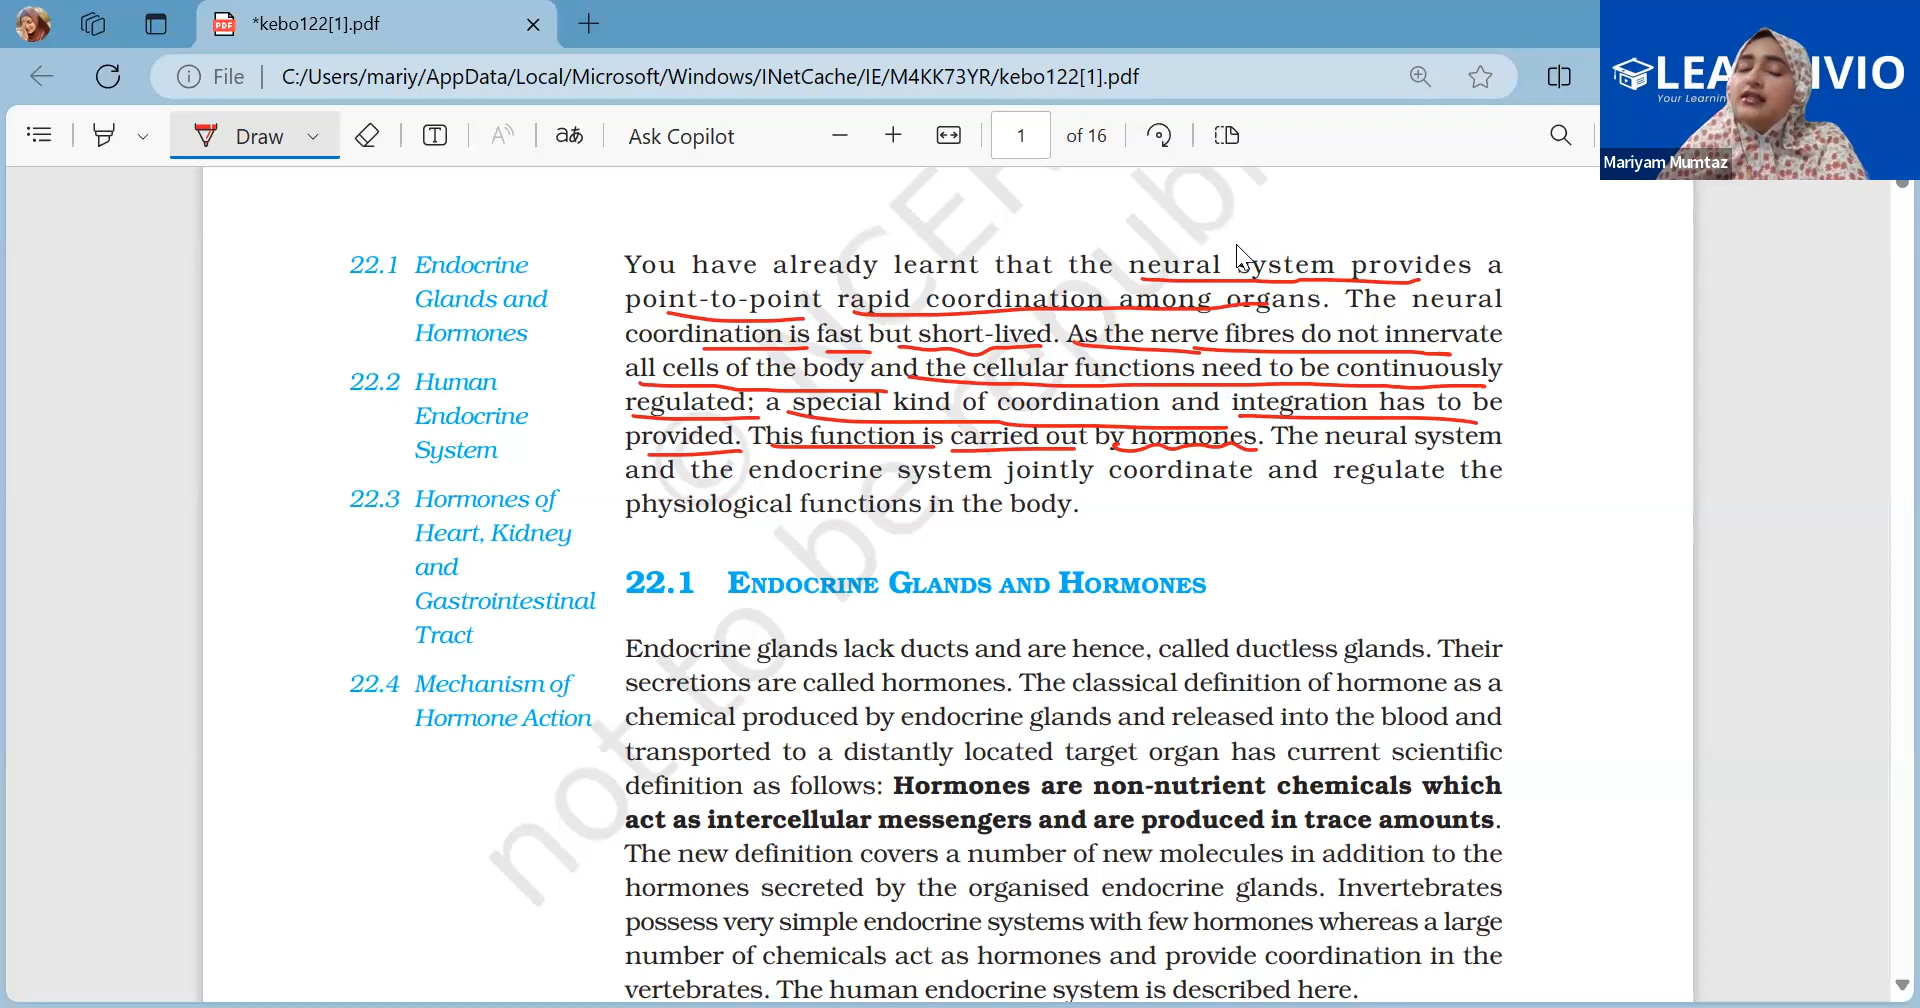 *kebo122[1].pdf
File
C:/Users/mariy/AppData/Local/Microsoft/Windows/INetCache/IE/M4KK73YR/kebo122[1].pdf
Draw
aあ
Ask Copilot
1 of 16
Your Learnin
Mariyam Mumtaz
22.1 Endocrine
Glands and
Hormones
22.2 Human
Endocrine
System
22.3 Hormones of
Heart, Kidney
and
Gastrointestinal
Tract
22.4 Mechanism of
Hormone Action
You have already learnt that the neural system provides a
point-to-point rapid coordination among organs. The neural
coordination is fast but short-lived. As the nerve fibres do not innervate
all cells of the body and the cellular functions need to be continuously
regulated; a special kind of coordination and integration has to be
provided. This function is carried out by hormones. The neural system
and the endocrine system jointly coordinate and regulate the
physiological functions in the body.
22.1 ENDOCRINE GLANDS AND HORMONES
Endocrine glands lack ducts and are hence, called ductless glands. Their
secretions are called hormones. The classical definition of hormone as a
chemical produced by endocrine glands and released into the blood and
transported to a distantly located target organ has current scientific
definition as follows: Hormones are non-nutrient chemicals which
act as intercellular messengers and are produced in trace amounts.
The new definition covers a number of new molecules in addition to the
hormones secreted by the organised endocrine glands. Invertebrates
possess very simple endocrine systems with few hormones whereas a large
number of chemicals act as hormones and provide coordination in the
vertebrates. The human endocrine system is described here.
not to be republ